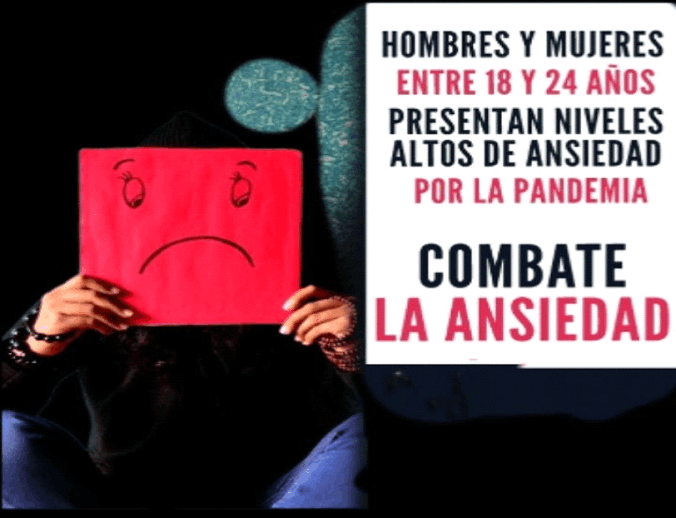 HOMBRES Y MUJERES
ENTRE 18 Y 24 AÑOS
PRESENTAN NIVELES
ALTOS DE ANSIEDAD
POR LA PANDEMIA
COMBATE
LA ANSIEDAD